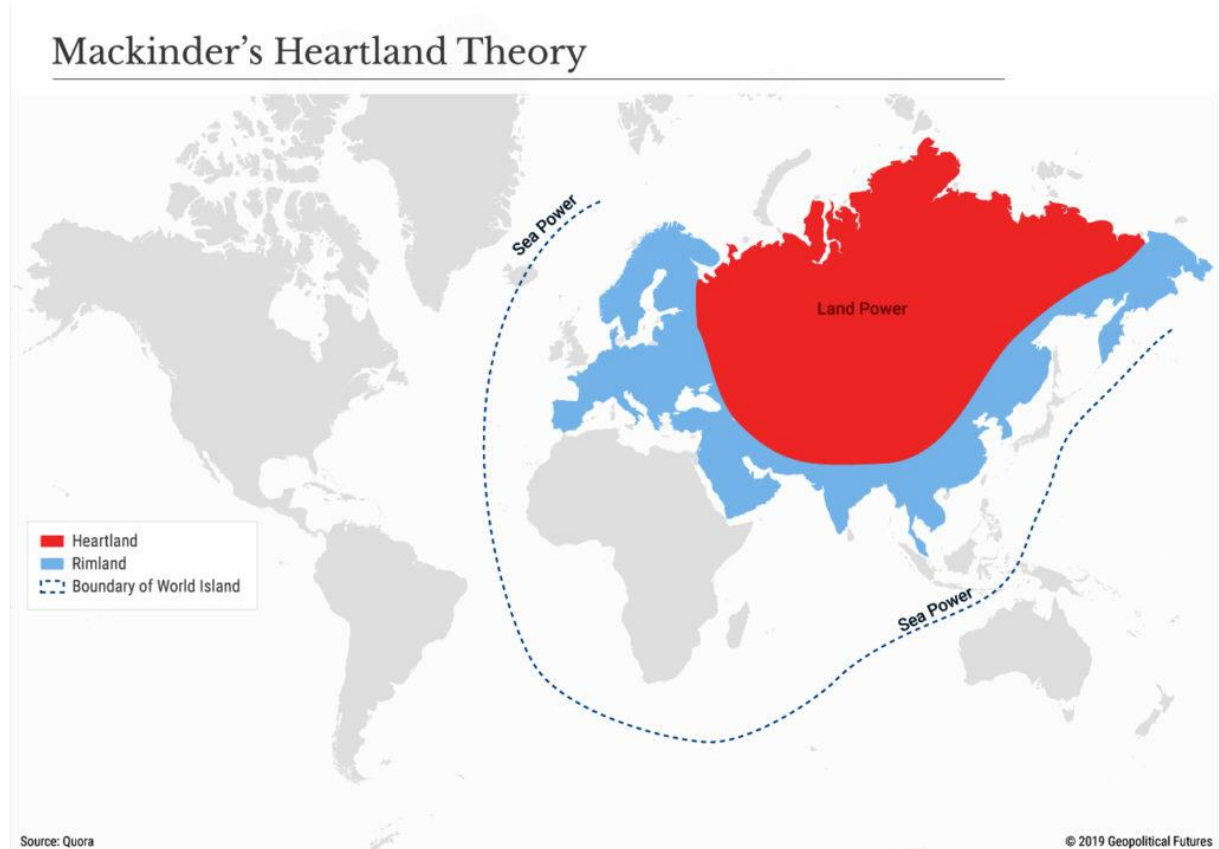 Mackinder’s Heartland Theory
Sea Power
Land Power
Heartland
Rimland
Boundary of World Island
Sea Power
Source: Quora
© 2019 Geopolitical Futures